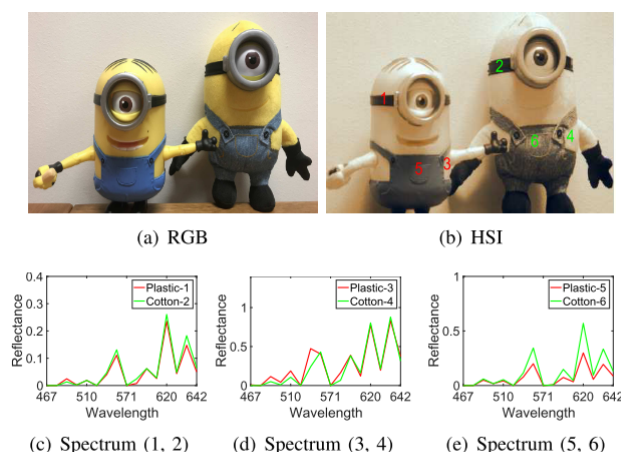 1
2
3
4
5
6
(a) RGB
(b) HSI
0.4
0.3
0.2
0.1
0
Reflectance
Plastic-1
Cotton-2
467 510 571 620 642
Wavelength
1
0.5
0
Reflectance
Plastic-3
Cotton-4
467 510 571 620 642
Wavelength
1
0.5
0
Reflectance
Plastic-5
Cotton-6
467 510 571 620 642
Wavelength
(c) Spectrum (1, 2)
(d) Spectrum (3, 4)
(e) Spectrum (5, 6)